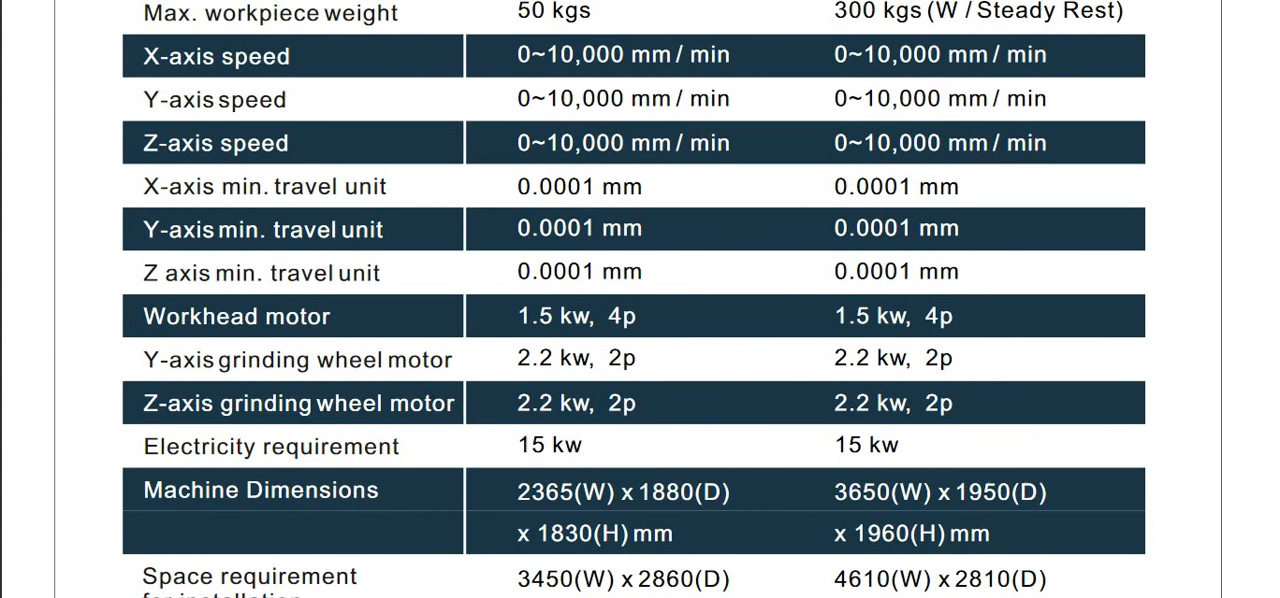 Max. workpiece weight 50 kgs 300 kgs (W / Steady Rest)
X-axis speed 0~10,000 mm / min 0~10,000 mm / min
Y-axis speed 0~10,000 mm / min 0~10,000 mm / min
Z-axis speed 0~10,000 mm / min 0~10,000 mm / min
X-axis min. travel unit 0.0001 mm 0.0001 mm
Y-axis min. travel unit 0.0001 mm 0.0001 mm
Z axis min. travel unit 0.0001 mm 0.0001 mm
Workhead motor 1.5 kw, 4p 1.5 kw, 4p
Y-axis grinding wheel motor 2.2 kw, 2p 2.2 kw, 2p
Z-axis grinding wheel motor 2.2 kw, 2p 2.2 kw, 2p
Electricity requirement 15 kw 15 kw
Machine Dimensions 2365(W) x 1880(D) 3650(W) x 1950(D)
x 1830(H) mm x 1960(H) mm
Space requirement 3450(W) x 2860(D) 4610(W) x 2810(D)